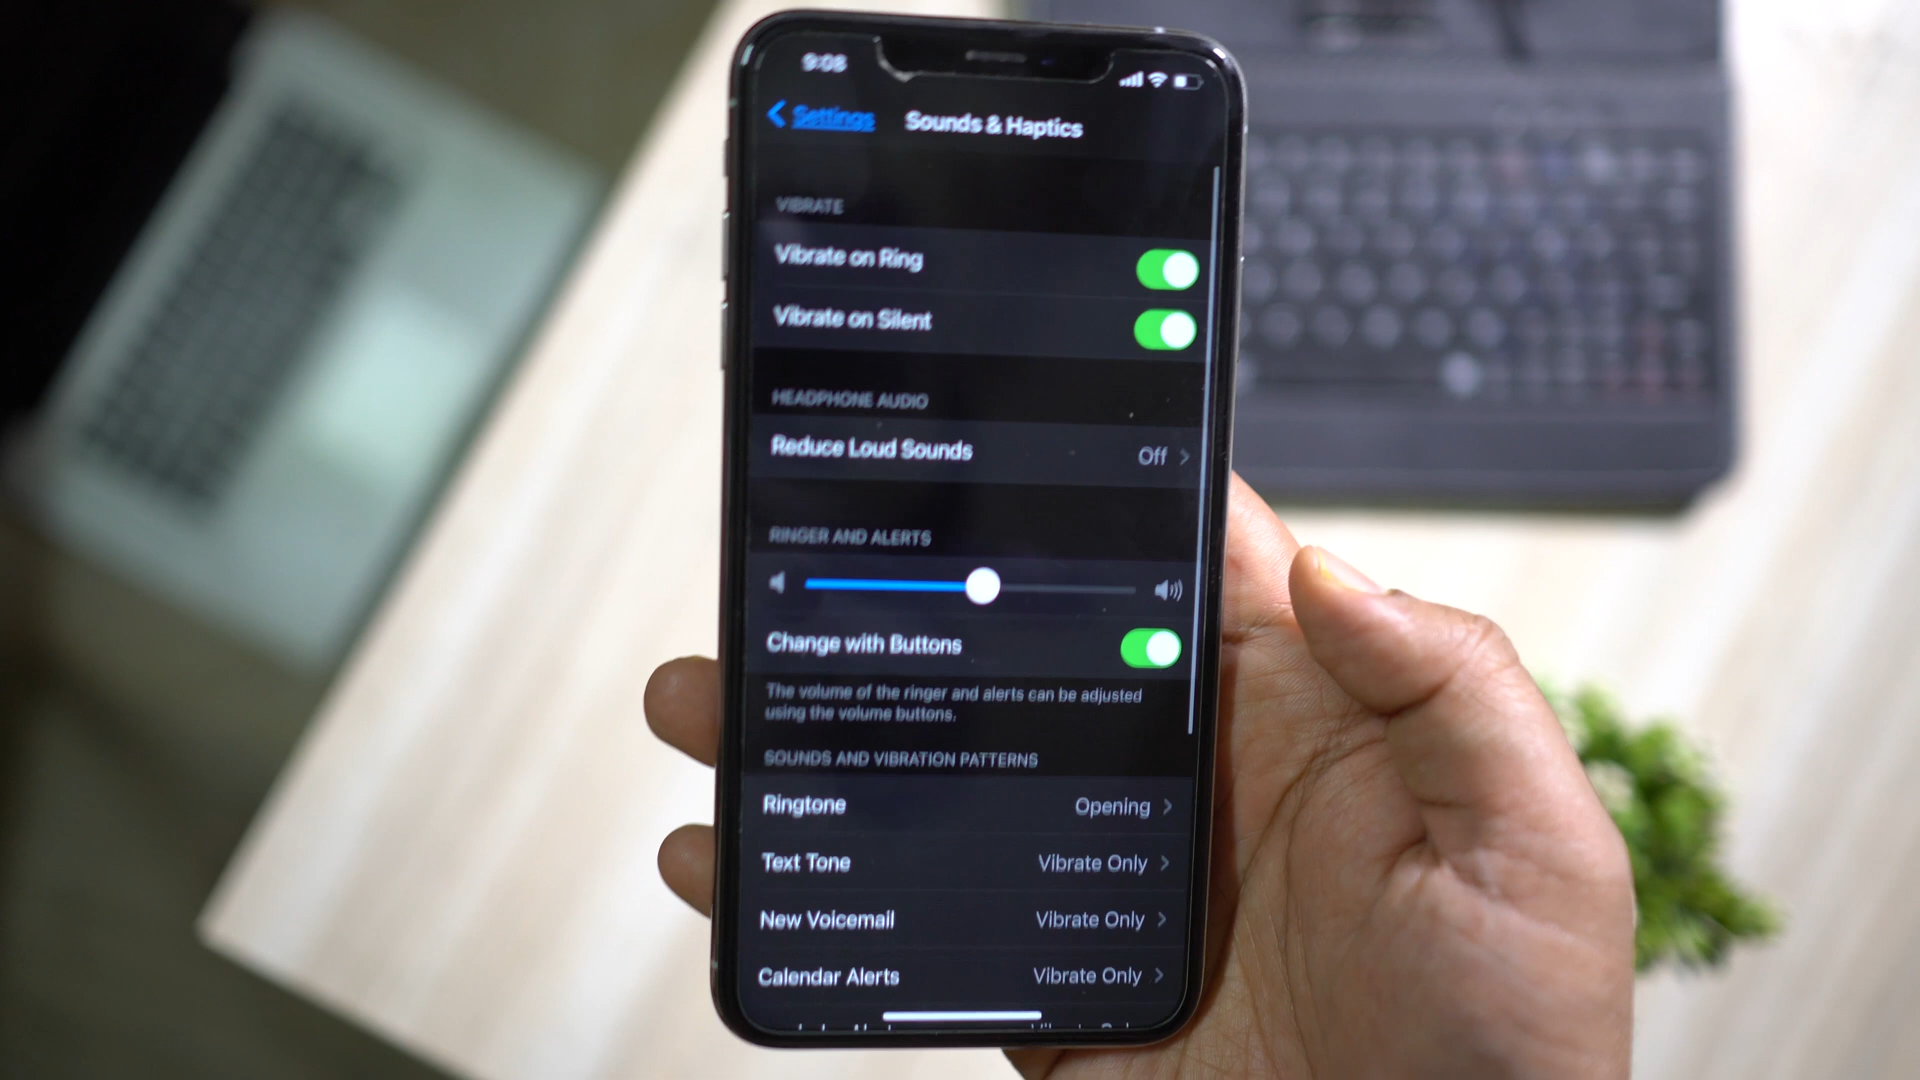 9:08
Settings
Sounds & Haptics
VIBRATE
Vibrate on Ring
Vibrate on Silent
HEADPHONE AUDIO
Reduce Loud Sounds Off
RINGER AND ALERTS
Change with Buttons
The volume of the ringer and alerts can be adjusted
using the volume buttons.
SOUNDS AND VIBRATION PATTERNS
Ringtone Opening
Text Tone Vibrate Only
New Voicemail Vibrate Only
Calendar Alerts Vibrate Only